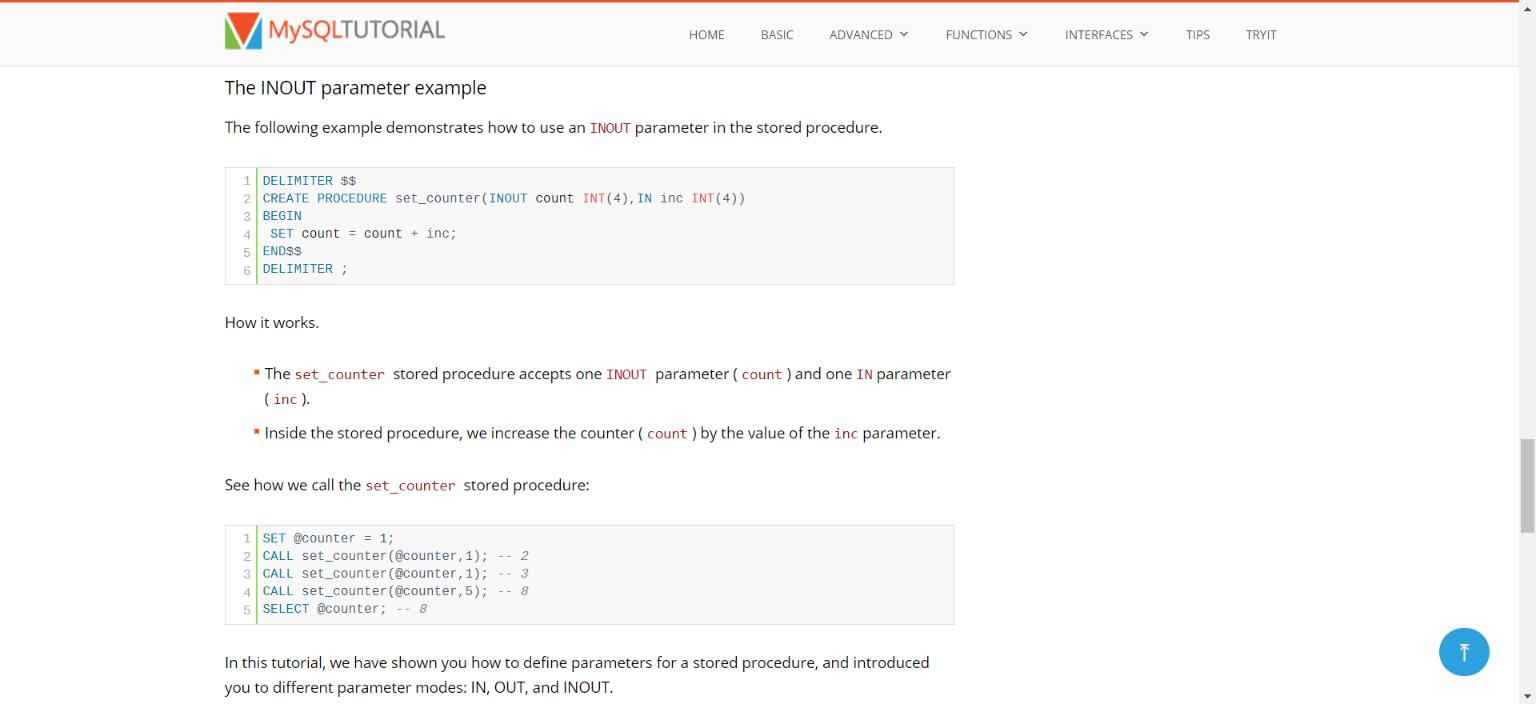 MySQLTUTORIAL
HOME BASIC ADVANCED FUNCTIONS INTERFACES TIPS TRYIT
The INOUT parameter example
The following example demonstrates how to use an INOUT parameter in the stored procedure.
1 DELIMITER $$
2 CREATE PROCEDURE set_counter(INOUT count INT(4),IN inc INT(4))
3 BEGIN
4 SET count = count + inc;
5 END$$
6 DELIMITER ;
How it works.
The set_counter stored procedure accepts one INOUT parameter ( count ) and one IN parameter
( inc ).
Inside the stored procedure, we increase the counter ( count ) by the value of the inc parameter.
See how we call the set_counter stored procedure:
1 SET @counter = 1;
2 CALL set_counter(@counter,1); -- 2
3 CALL set_counter(@counter,1); -- 3
4 CALL set_counter(@counter,5); -- 8
5 SELECT @counter; -- 8
In this tutorial, we have shown you how to define parameters for a stored procedure, and introduced
you to different parameter modes: IN, OUT, and INOUT.